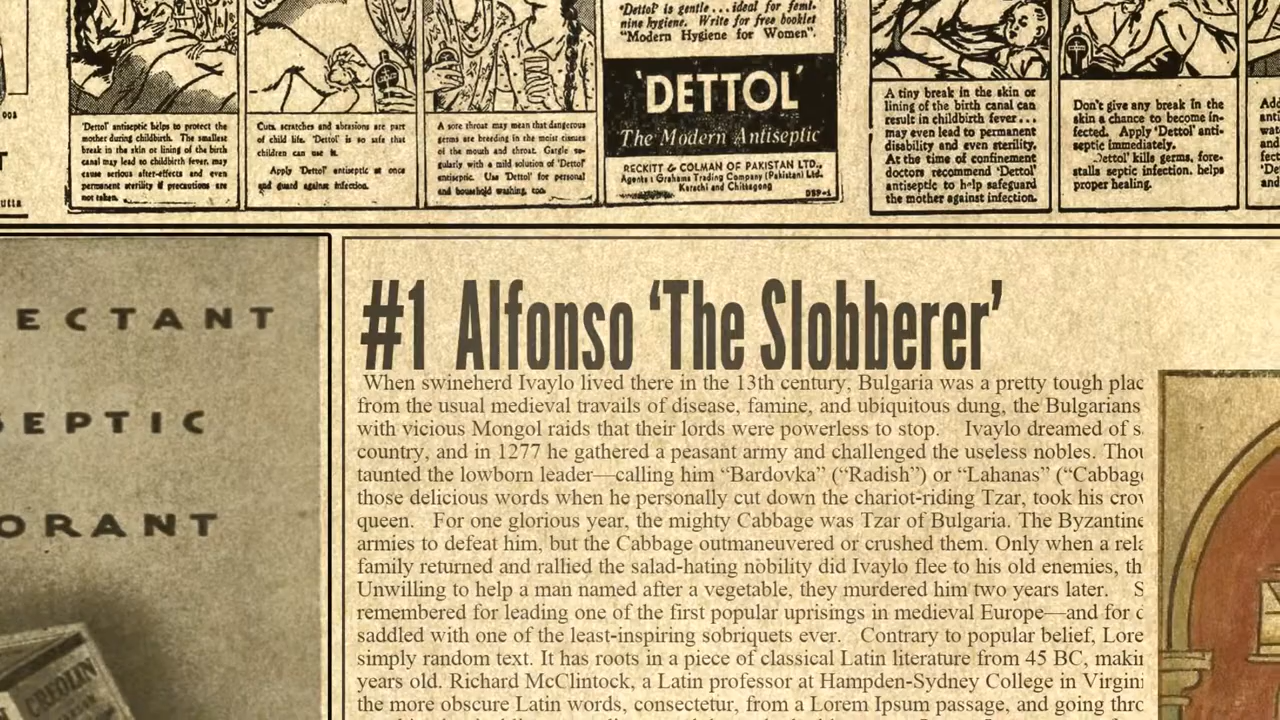 'Dettol' is gentle...ideal for femi-
nine hygiene. Write for free booklet
"Modern Hygiene for Women".
'DETTOL'
The Modern Antiseptic
RECKITT & COLMAN OF PAKISTAN LTD.,
Agents: Grahams Trading Company (Pakistan) Ltd.
Karachi and Chittagong
'Dettol' antiseptic helps to protect the
mother during childbirth. The smallest
break in the skin or lining of the birth
canal may lead to childbirth fever, may
cause serious after-effects and even
permanent sterility if precautions are
not taken.
Cuts, scratches and abrasions are part
of child life. 'Dettol' is so safe that
children can use it.
Apply 'Dettol' antiseptic at once
and guard against infection.
A sore throat may mean that dangerous
germs are breeding in the moist tissues
of the mouth and throat. Gargle re-
gularly with a mild solution of 'Dettol'
antiseptic. Use 'Dettol' for personal
and household washing, too.
A tiny break in the skin or
lining of the birth canal can
result in childbirth fever...
may even lead to permanent
disability and even sterility.
At the time of confinement
doctors recommend 'Dettol'
antiseptic to help safeguard
the mother against infection.
Don't give any break in the
skin a chance to become in-
fected. Apply 'Dettol' anti-
septic immediately.
Dettol' kills germs, fore-
stalls septic infection, helps
proper healing.
ECTANT
SEPTIC
ORANT
CREOLIN
#1 Alfonso ‘The Slobberer’
When swineherd Ivaylo lived there in the 13th century, Bulgaria was a pretty tough plac
from the usual medieval travails of disease, famine, and ubiquitous dung, the Bulgarians
with vicious Mongol raids that their lords were powerless to stop. Ivaylo dreamed of s
country, and in 1277 he gathered a peasant army and challenged the useless nobles. Thou
taunted the lowborn leader—calling him “Bardovka” (“Radish”) or “Lahanas” (“Cabbage
those delicious words when he personally cut down the chariot-riding Tzar, took his crow
queen. For one glorious year, the mighty Cabbage was Tzar of Bulgaria. The Byzantine
armies to defeat him, but the Cabbage outmaneuvered or crushed them. Only when a rela
family returned and rallied the salad-hating nobility did Ivaylo flee to his old enemies, th
Unwilling to help a man named after a vegetable, they murdered him two years later. S
remembered for leading one of the first popular uprisings in medieval Europe—and for
saddled with one of the least-inspiring sobriquets ever. Contrary to popular belief, Lore
simply random text. It has roots in a piece of classical Latin literature from 45 BC, makin
years old. Richard McClintock, a Latin professor at Hampden-Sydney College in Virgini
the more obscure Latin words, consectetur, from a Lorem Ipsum passage, and going thro